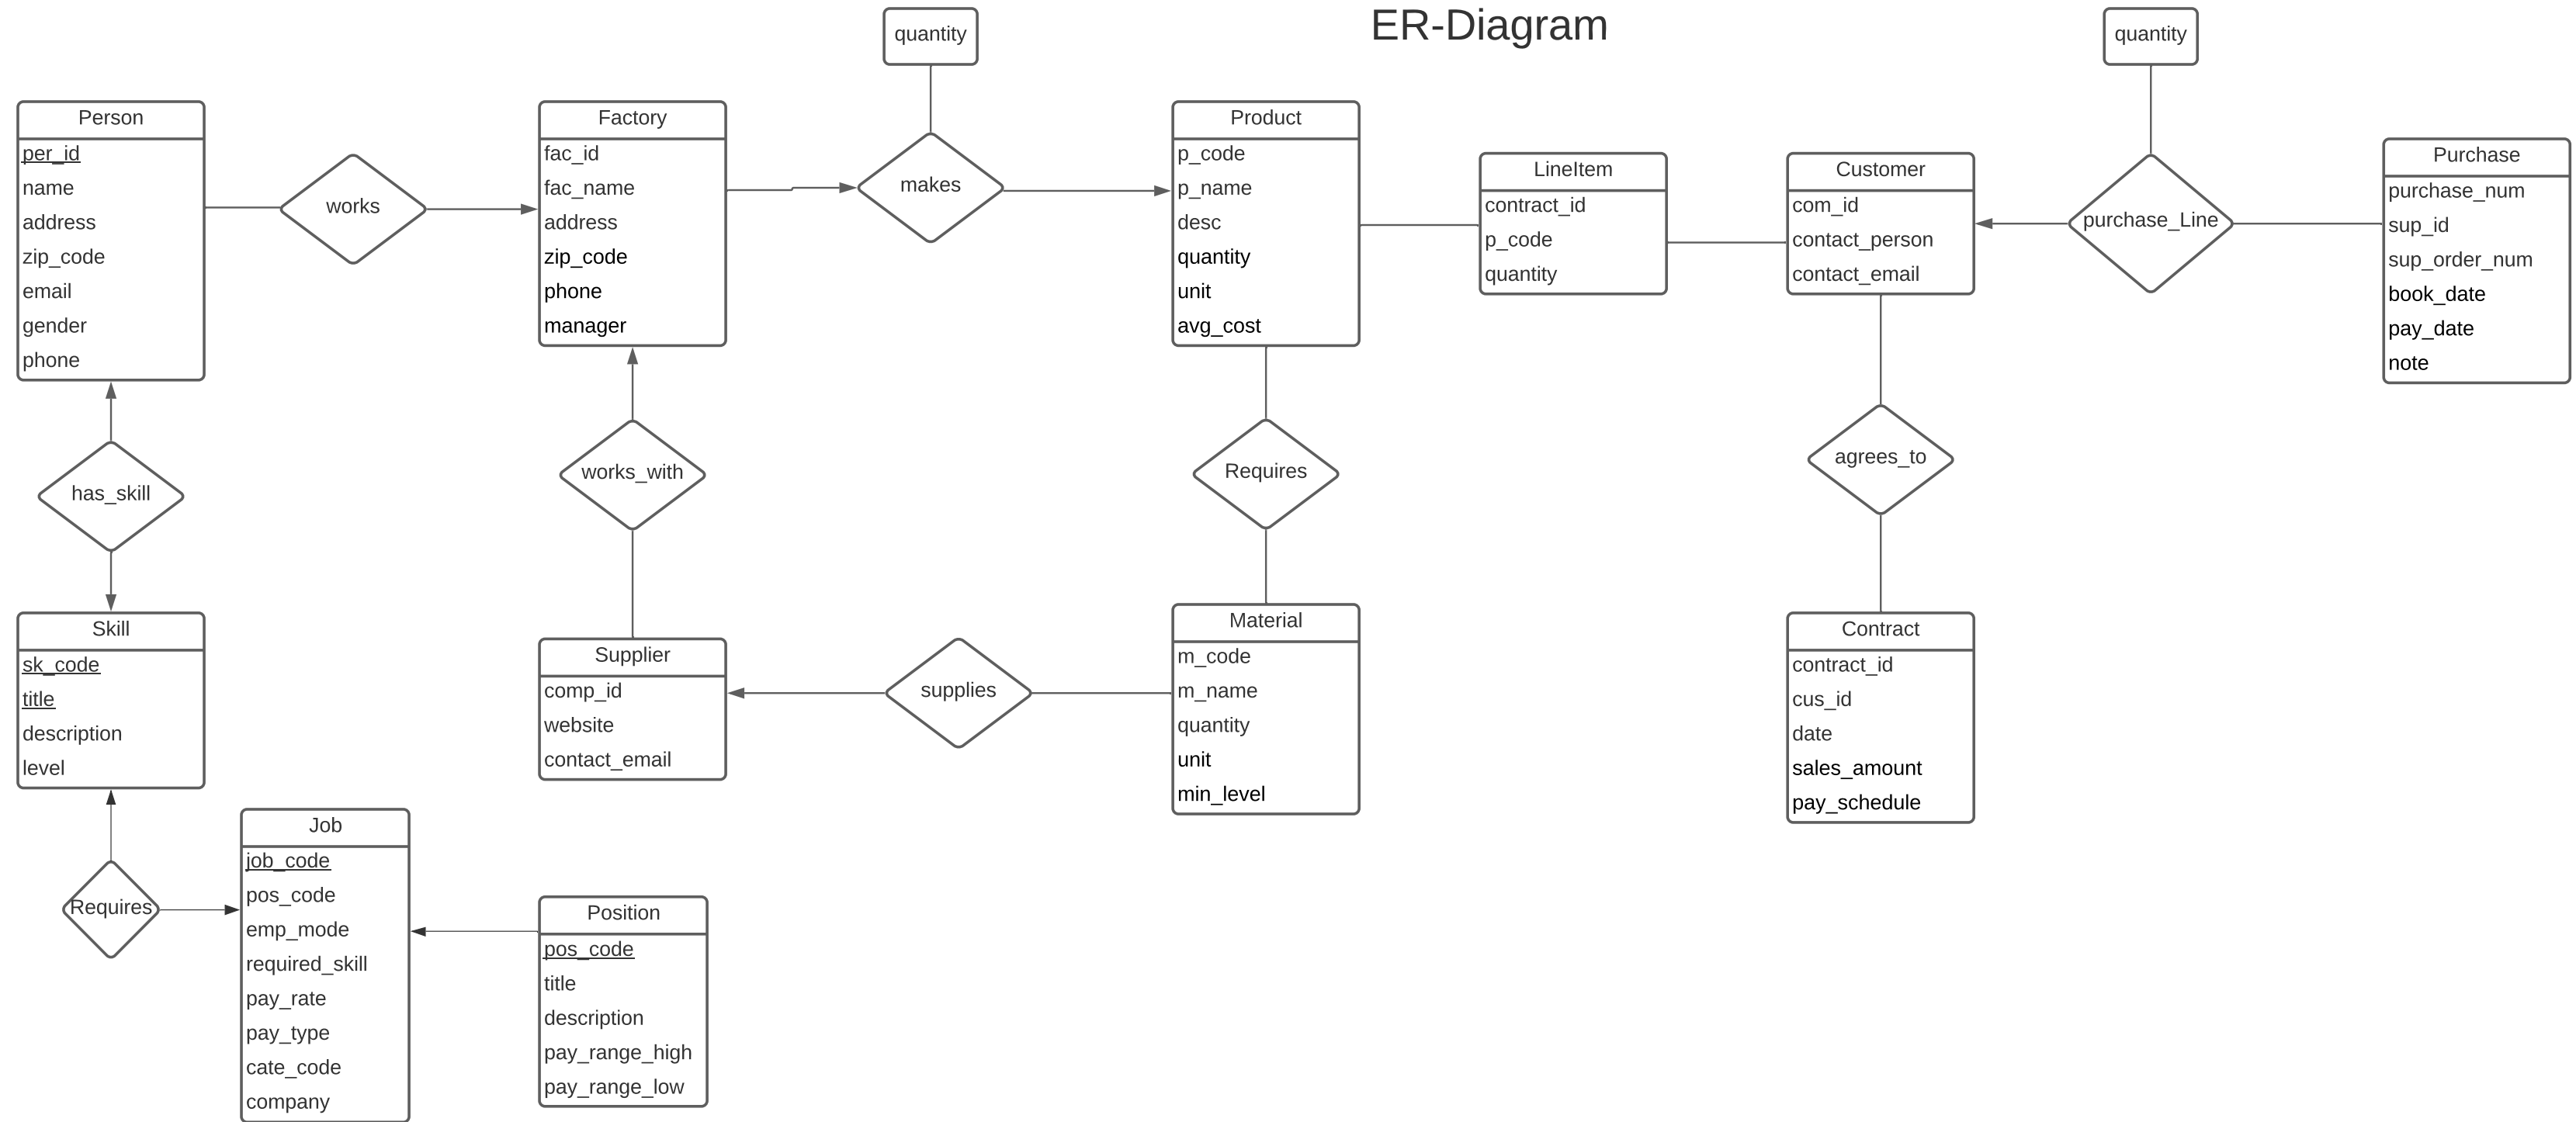 ER-Diagram
quantity
quantity
Person
per_id
name
address
zip_code
email
gender
phone
works
Factory
fac_id
fac_name
address
zip_code
phone
manager
makes
Product
p_code
p_name
desc
quantity
unit
avg_cost
LineItem
contract_id
p_code
quantity
Customer
com_id
contact_person
contact_email
purchase_Line
Purchase
purchase_num
sup_id
sup_order_num
book_date
pay_date
note
has_skill
works_with
Requires
agrees_to
Skill
sk_code
title
description
level
Supplier
comp_id
website
contact_email
supplies
Material
m_code
m_name
quantity
unit
min_level
Contract
contract_id
cus_id
date
sales_amount
pay_schedule
Requires
Job
job_code
pos_code
emp_mode
required_skill
pay_rate
pay_type
cate_code
company
Position
pos_code
title
description
pay_range_high
pay_range_low